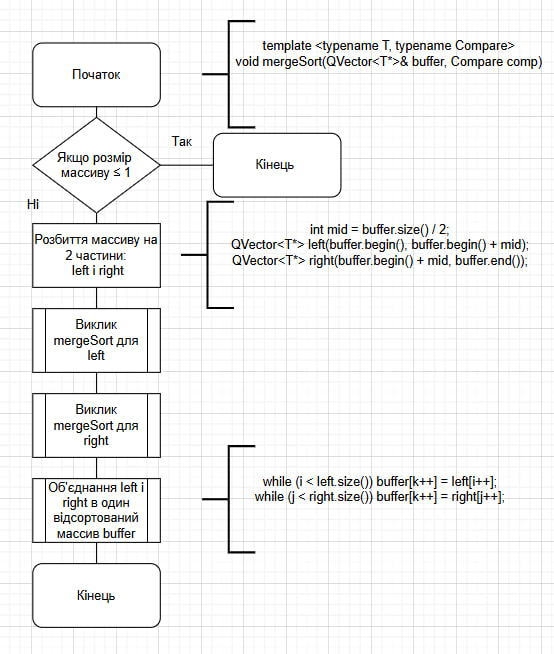 Початок
template <typename T, typename Compare>
void mergeSort(QVector<T*>& buffer, Compare comp)
Якщо розмір
массиву ≤ 1
Так
Кінець
Ні
Розбиття массиву на
2 частини:
left i right
int mid = buffer.size() / 2;
QVector<T*> left(buffer.begin(), buffer.begin() + mid);
QVector<T*> right(buffer.begin() + mid, buffer.end());
Виклик
mergeSort для
left
Виклик
mergeSort для
right
Об'єднання left і
right в один
відсортований
массив buffer
while (i < left.size()) buffer[k++] = left[i++];
while (j < right.size()) buffer[k++] = right[j++];
Кінець